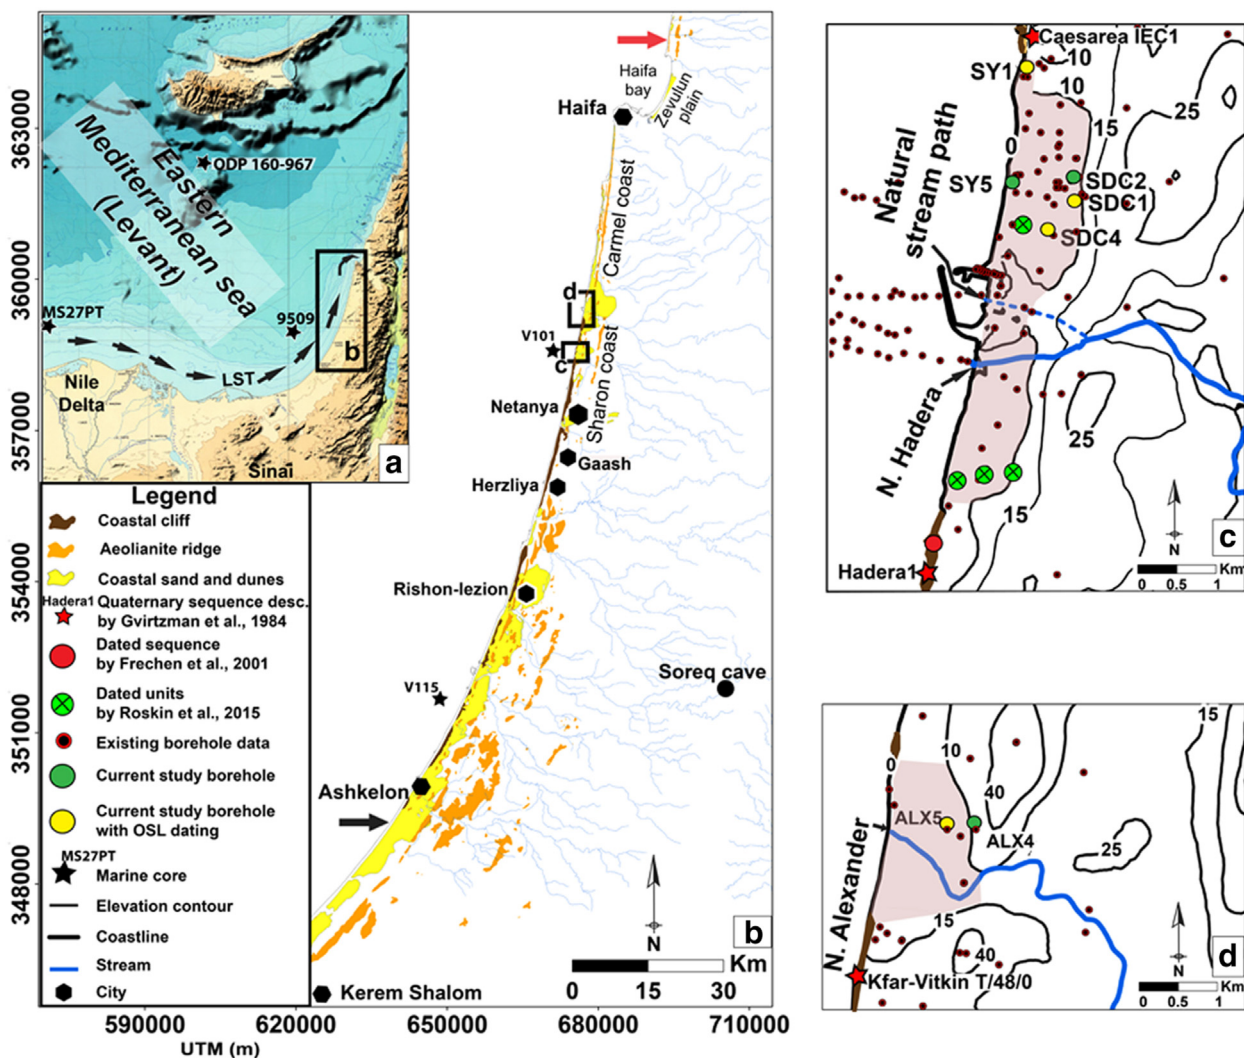 363000
360000
357000
354000
351000
348000
Eastern
Mediterranean sea
(Levant)
ODP 160-967
MS27PT
9509
b
LST
Nile
Delta
Sinai
a
Legend
Coastal cliff
Aeolianite ridge
Coastal sand and dunes
Hadera1
Quaternary sequence desc.
by Gvirtzman et al., 1984
Dated sequence
by Frechen et al., 2001
Dated units
by Roskin et al., 2015
Existing borehole data
Current study borehole
Current study borehole
with OSL dating
MS27PT
Marine core
Elevation contour
Coastline
Stream
City
Haifa
bay
Haifa
Zevulun
plain
Carmel coast
d
V101
c
Sharon coast
Netanya
Gaash
Herzliya
Rishon-lezion
Soreq cave
V115
Ashkelon
N
b
Km
0 15 30
Kerem Shalom
590000 620000 650000 680000 710000
UTM (m)
Caesarea IEC1
10
SY1
10
15
25
0
Natural
stream path
SY5
SDC2
SDC1
SDC4
N. Hadera
25
15
Hadera1
N
c
0 0.5 1 Km
0
10
15
40
ALX5
ALX4
25
N. Alexander
15
40
Kfar-Vitkin T/48/0
N
d
0 0.5 1 Km